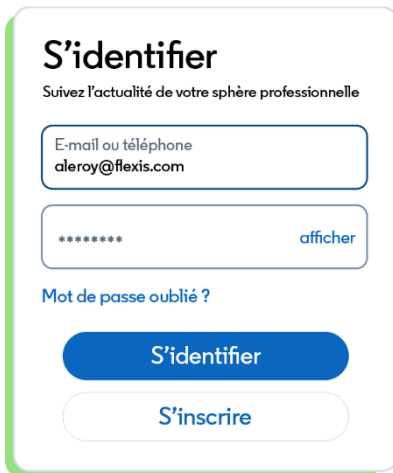 S’identifier
Suivez l’actualité de votre sphère professionnelle
E-mail ou téléphone
aleroy@flexis.com
******** afficher
Mot de passe oublié ?
S’identifier
S’inscrire